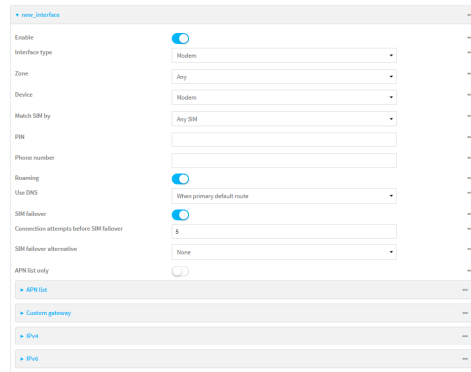 new_interface
Enable
Interface type
Modem
Zone
Any
Device
Modem
Match SIM by
Any SIM
PIN
Phone number
Roaming
Use DNS
When primary default route
SIM failover
Connection attempts before SIM failover
5
SIM failover alternative
None
APN list only
APN list
Custom gateway
IPv4
IPv6